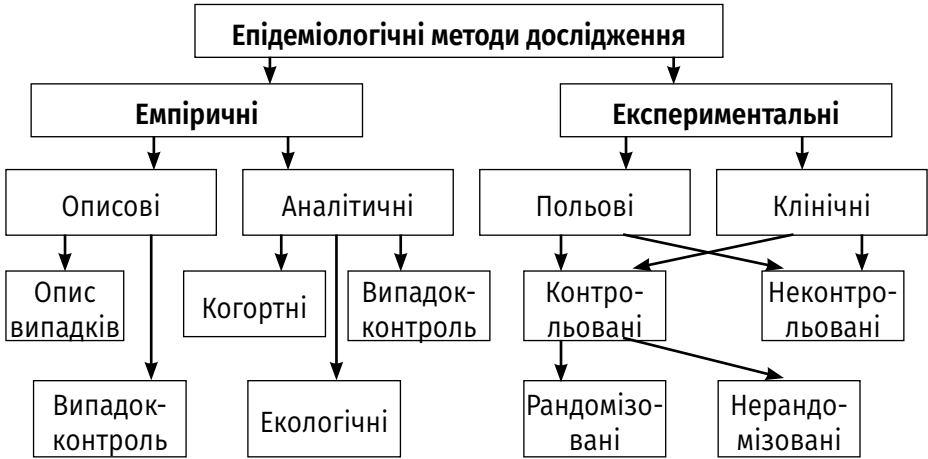 Епідеміологічні методи дослідження
Емпіричні
Експериментальні
Описові
Аналітичні
Польові
Клінічні
Опис
випадків
Когортні
Випадок-
контроль
Контро-
льовані
Неконтро-
льовані
Випадок-
контроль
Екологічні
Рандомізо-
вані
Нерандо-
мізовані